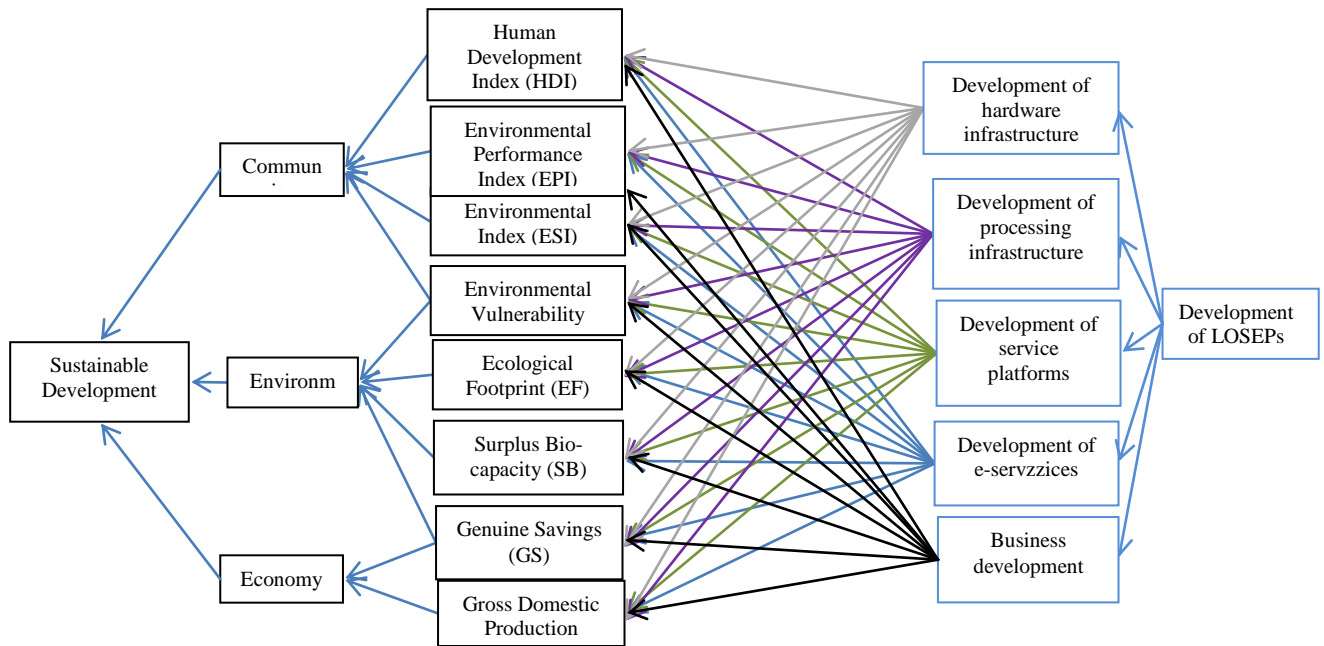 Sustainable
Development
Commun
.
Environm
Economy
Human
Development
Index (HDI)
Environmental
Performance
Index (EPI)
Environmental
Index (ESI)
Environmental
Vulnerability
Ecological
Footprint (EF)
Surplus Bio-
capacity (SB)
Genuine Savings
(GS)
Gross Domestic
Production
Development of
hardware
infrastructure
Development of
processing
infrastructure
Development of
service
platforms
Development of
e-servzzices
Business
development
Development
of LOSEPs